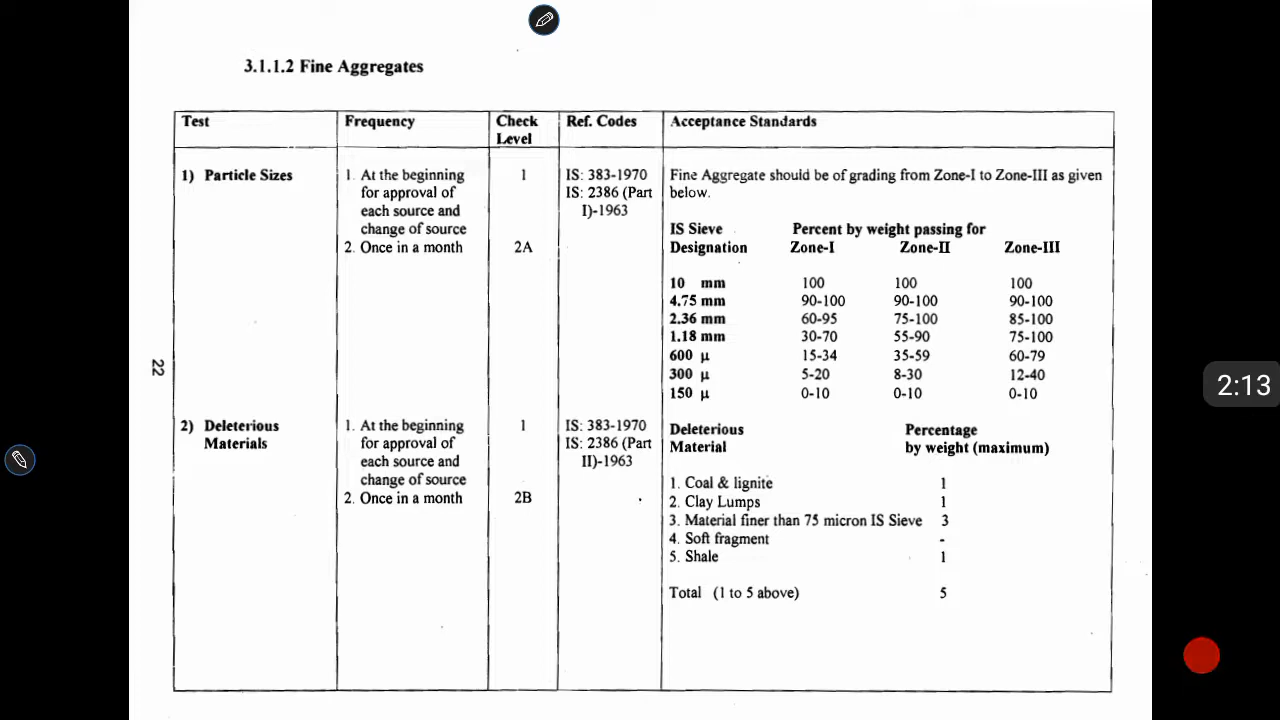 3.1.1.2 Fine Aggregates
Test Frequency Check Level Ref. Codes Acceptance Standards
1) Particle Sizes
1. At the beginning
for approval of
each source and
change of source
2. Once in a month
1
2A
IS: 383-1970
IS: 2386 (Part
I)-1963
Fine Aggregate should be of grading from Zone-I to Zone-III as given
below.
IS Sieve Percent by weight passing for
Designation Zone-I Zone-II Zone-III
10 mm 100 100 100
4.75 mm 90-100 90-100 90-100
2.36 mm 60-95 75-100 85-100
1.18 mm 30-70 55-90 75-100
600 µ 15-34 35-59 60-79
300 µ 5-20 8-30 12-40
150 µ 0-10 0-10 0-10
2) Deleterious
Materials
1. At the beginning
for approval of
each source and
change of source
2. Once in a month
1
2B
IS: 383-1970
IS: 2386 (Part
II)-1963
Deleterious Percentage
Material by weight (maximum)
1. Coal & lignite 1
2. Clay Lumps 1
3. Material finer than 75 micron IS Sieve 3
4. Soft fragment -
5. Shale 1
Total (1 to 5 above) 5
22
2:13